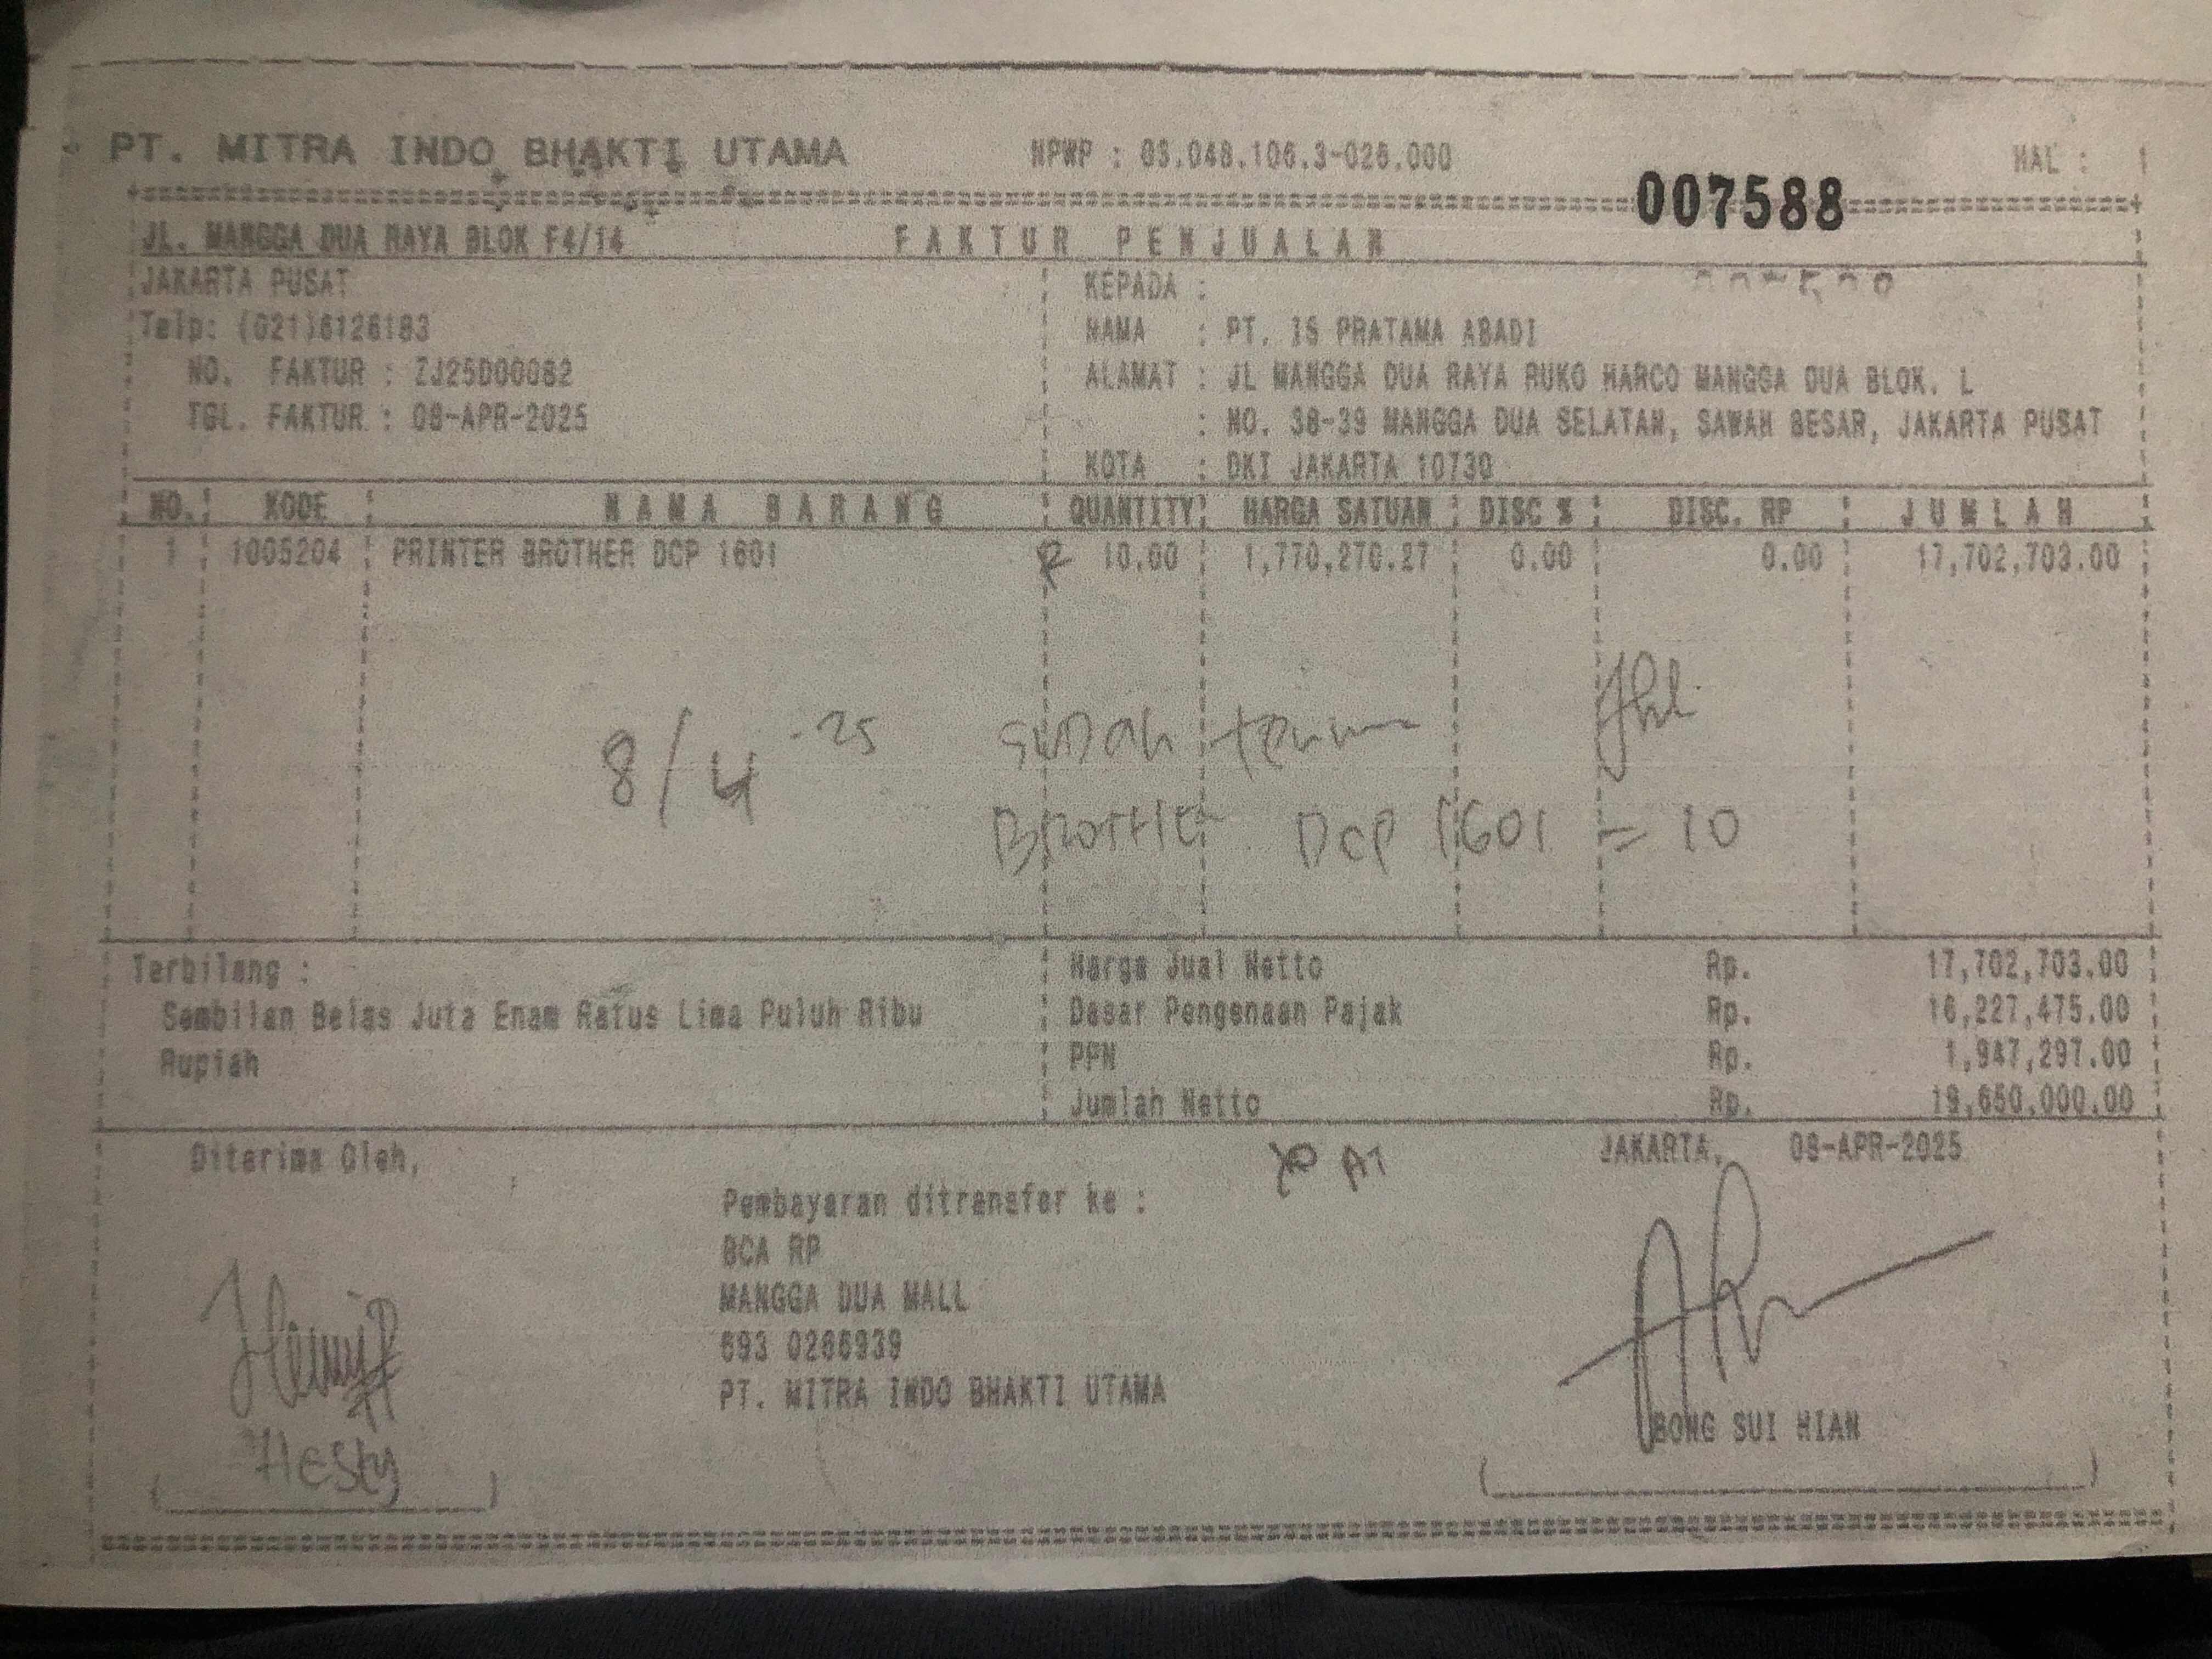 PT. MITRA INDO BHAKTI UTAMA NPWP : 03.048.106.3-026.000 HAL : 1
007588
JL. MANGGA DUA RAYA BLOK F4/14 FAKTUR PENJUALAN
JAKARTA PUSAT
Telp: (021)6126183
NO. FAKTUR : ZJ25D00082
TGL. FAKTUR : 08-APR-2025
KEPADA :
NAMA : PT. IS PRATAMA ABADI
ALAMAT : JL MANGGA DUA RAYA RUKO HARCO MANGGA DUA BLOK. L
: NO. 38-39 MANGGA DUA SELATAN, SAWAH BESAR, JAKARTA PUSAT
KOTA : DKI JAKARTA 10730
NO. KODE NAMA BARANG QUANTITY HARGA SATUAN DISC % DISC. RP JUMLAH
1 1005204 PRINTER BROTHER DCP 1601 10.00 1,770,270.27 0.00 0.00 17,702,703.00
8/4-25 sudah terima
Brother DCP 1601 = 10
Terbilang :
Sembilan Belas Juta Enam Ratus Lima Puluh Ribu
Rupiah
Harga Jual Netto Rp. 17,702,703.00
Dasar Pengenaan Pajak Rp. 16,227,475.00
PPN Rp. 1,947,297.00
Jumlah Netto Rp. 19,650,000.00
Diterima Oleh, JAKARTA, 08-APR-2025
Pembayaran ditransfer ke :
BCA RP
MANGGA DUA MALL
693 0266939
PT. MITRA INDO BHAKTI UTAMA
Hesty
BONG SUI HIAN